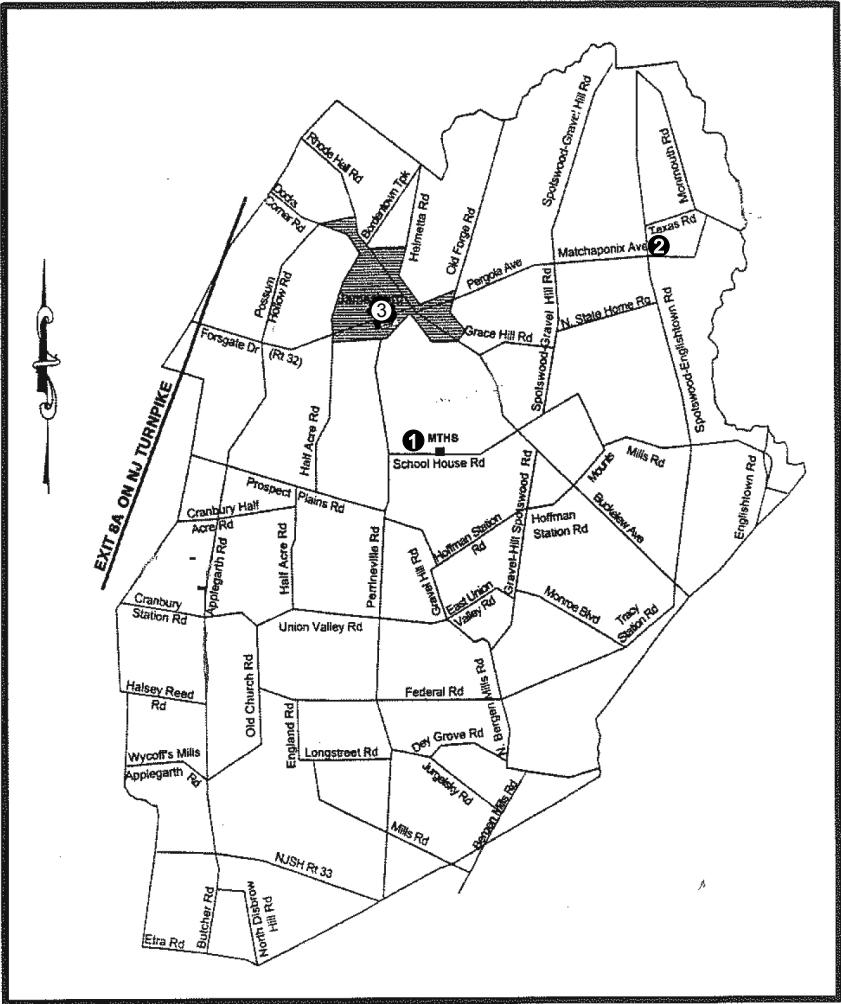 Spotswood-Gravel Hill Rd
Rhode Hall Rd
Monmouth Rd
Bordentown Tpk
Docks
Corner Rd
Helmetta Rd
Old Forge Rd
Texas Rd
Matchaponix Ave
2
Pergola Ave
Possum
Hollow Rd
Jamesburg
3
Spotswood-Gravel Hill Rd
N. State Home Rd
Spotswood-Englishtown Rd
Forsgate Dr (Rt 32)
Grace Hill Rd
EXIT 8A ON NJ TURNPIKE
Half Acre Rd
1 MTHS
School House Rd
Mounts
Mills Rd
Englishtown Rd
Prospect Plains Rd
Cranbury Half
Acre Rd
Applegarth Rd
Half Acre Rd
Perrineville Rd
Gravel Hill Rd
Hoffman Station
Rd
Gravel-Hill Spotswood Rd
Hoffman
Station Rd
Buckelew Ave
Cranbury
Station Rd
Union Valley Rd
East Union
Valley Rd
Monroe Blvd
Tracy
Station Rd
Halsey Reed
Rd
Old Church Rd
Federal Rd
N. Bergen Mills Rd
England Rd
Dey Grove Rd
Wycoff's Mills
Applegarth Rd
Longstreet Rd
Jurgelsky Rd
Bergen Mills Rd
Mills Rd
NJSH Rt 33
Butcher Rd
North Disbrow
Hill Rd
Etra Rd